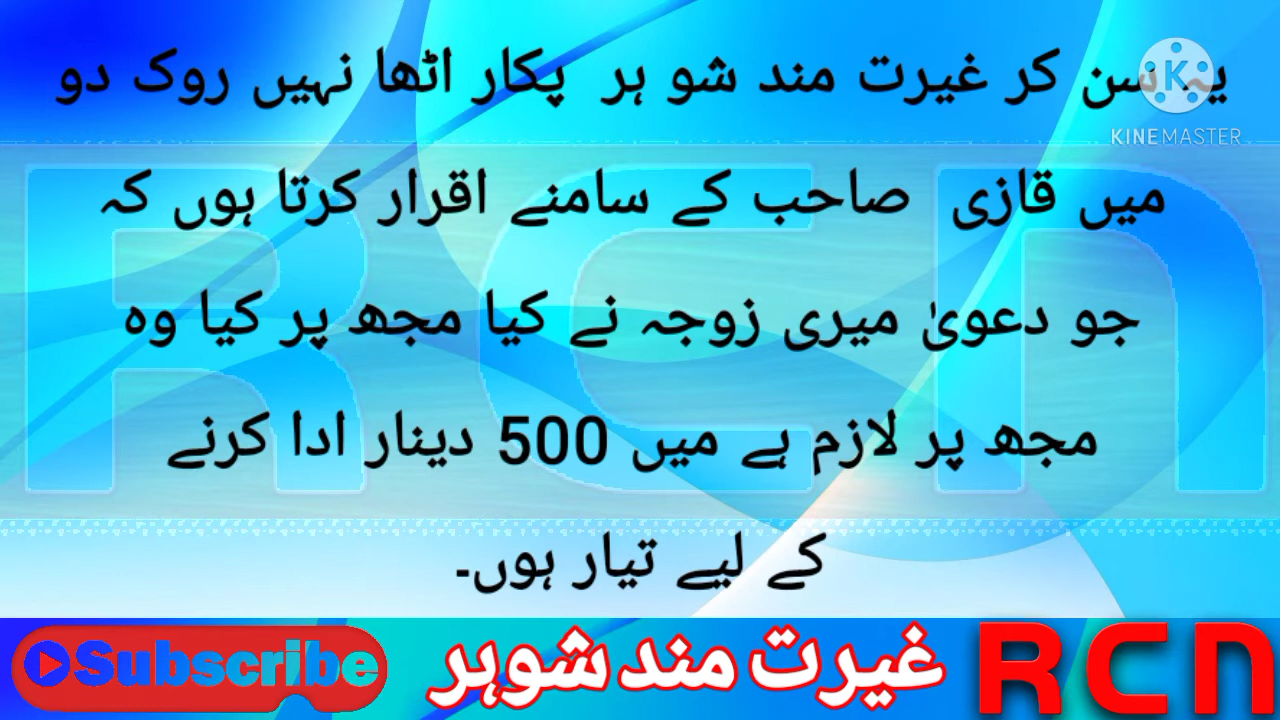 یہ سن کر غیرت مند شو ہر پکار اٹھا نہیں روک دو
KINEMASTER
میں قازی صاحب کے سامنے اقرار کرتا ہوں کہ
جو دعویٰ میری زوجہ نے کیا مجھ پر کیا وہ
مجھ پر لازم ہے میں 500 دینار ادا کرنے
کے لیے تیار ہوں۔
Subscribe
غیرت مند شوہر
RCN